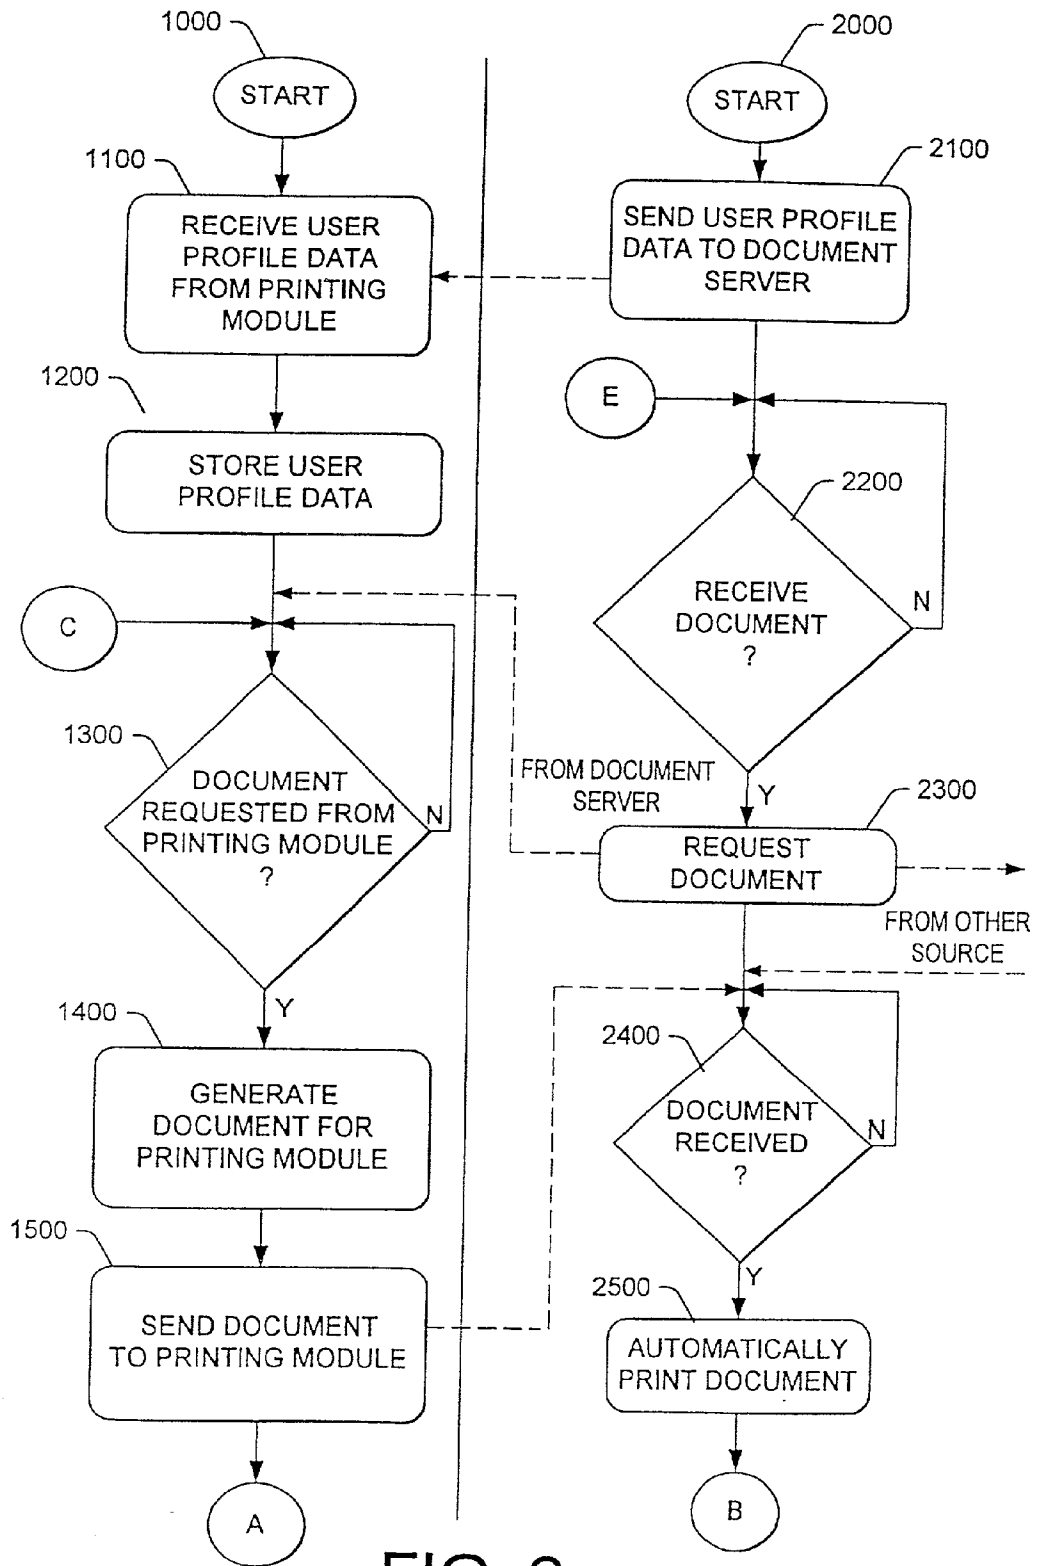 1000
START
1100
RECEIVE USER
PROFILE DATA
FROM PRINTING
MODULE
1200
STORE USER
PROFILE DATA
C
1300
DOCUMENT
REQUESTED FROM
PRINTING MODULE
?
N
Y
1400
GENERATE
DOCUMENT FOR
PRINTING MODULE
1500
SEND DOCUMENT
TO PRINTING MODULE
A
2000
START
2100
SEND USER PROFILE
DATA TO DOCUMENT
SERVER
E
2200
RECEIVE
DOCUMENT
?
N
FROM DOCUMENT
SERVER
Y
2300
REQUEST
DOCUMENT
FROM OTHER
SOURCE
2400
DOCUMENT
RECEIVED
?
N
Y
2500
AUTOMATICALLY
PRINT DOCUMENT
B
FIG.